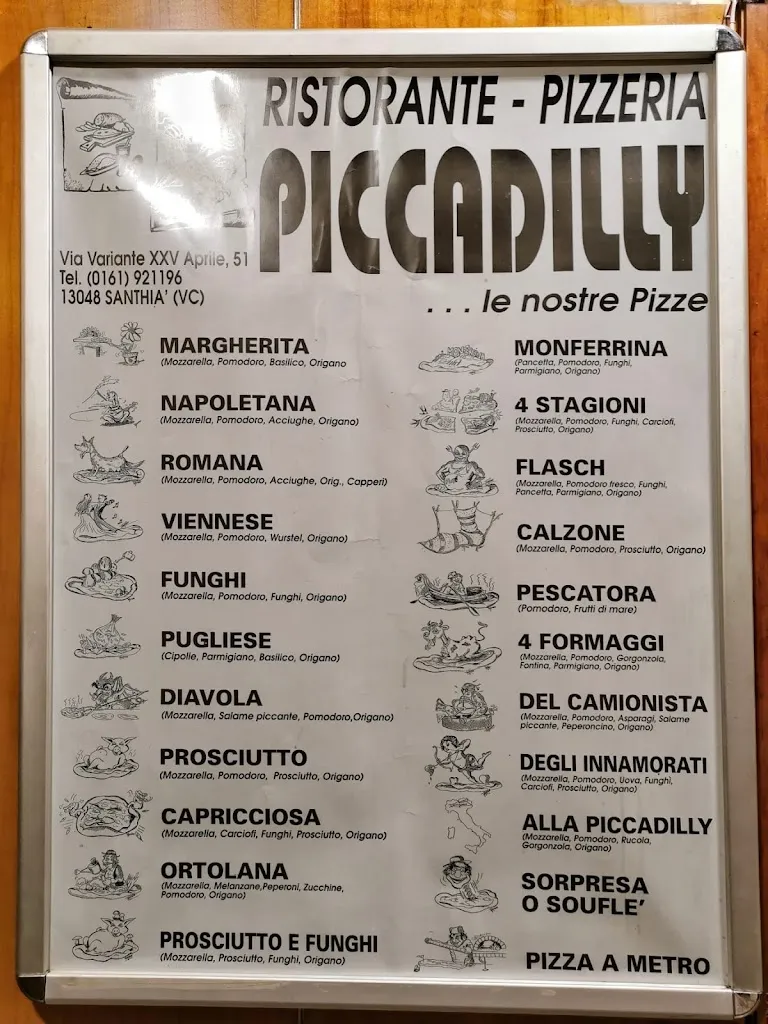 RISTORANTE - PIZZERIA
PICCADILLY
Via Variante XXV Aprile, 51
Tel. (0161) 921196
13048 SANTHIA' (VC)
. . . le nostre Pizze
MARGHERITA
(Mozzarella, Pomodoro, Basilico, Origano
NAPOLETANA
(Mozzarella, Pomodoro, Acciughe, Origano)
ROMANA
(Mozzarella, Pomodoro, Acciughe, Orig., Capperi)
VIENNESE
(Mozzarella, Pomodoro, Wurstel, Origano)
FUNGHI
(Mozzarella, Pomodoro, Funghi, Origano)
PUGLIESE
(Cipolle, Parmigiano, Basilico, Origano)
DIAVOLA
(Mozzarella, Salame piccante, Pomodoro,Origano)
PROSCIUTTO
(Mozzarella, Pomodoro, Prosciutto, Origano)
CAPRICCIOSA
(Mozzarella, Carciofi, Funghi, Prosciutto, Origano)
ORTOLANA
(Mozzarella, Melanzane,Peperoni, Zucchine,
Pomodoro, Origano)
PROSCIUTTO E FUNGHI
(Mozzarella, Prosciutto, Funghi, Origano)
MONFERRINA
(Pancetta, Pomodoro, Funghi,
Parmigiano, Origano)
4 STAGIONI
(Mozzarella, Pomodoro, Funghi, Carciofi,
Prosciutto, Origano)
FLASCH
(Mozzarella, Pomodoro fresco, Funghi,
Pancetta, Parmigiano, Origano)
CALZONE
(Mozzarella, Pomodoro, Prosciutto, Origano)
PESCATORA
(Pomodoro, Frutti di mare)
4 FORMAGGI
(Mozzarella, Pomodoro, Gorgonzola,
Fontina, Parmigiano, Origano)
DEL CAMIONISTA
(Mozzarella, Pomodoro, Asparagi, Salame
piccante, Peperoncino, Origano)
DEGLI INNAMORATI
(Mozzarella, Pomodoro, Uova, Funghi,
Carciofi, Prosciutto, Origano)
ALLA PICCADILLY
(Mozzarella, Pomodoro, Rucola,
Gorgonzola, Origano)
SORPRESA
O SOUFLE'
PIZZA A METRO